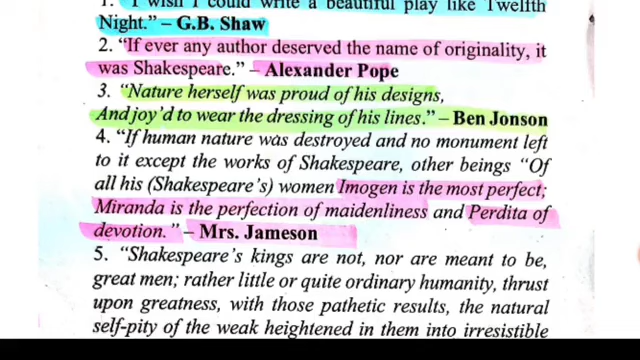 1. "I wish I could write a beautiful play like Twelfth
Night." – G.B. Shaw
2. "If ever any author deserved the name of originality, it
was Shakespeare." – Alexander Pope
3. "Nature herself was proud of his designs,
And joy'd to wear the dressing of his lines." – Ben Jonson
4. "If human nature was destroyed and no monument left
to it except the works of Shakespeare, other beings "Of
all his (Shakespeare's) women Imogen is the most perfect;
Miranda is the perfection of maidenliness and Perdita of
devotion." – Mrs. Jameson
5. "Shakespeare's kings are not, nor are meant to be,
great men; rather little or quite ordinary humanity, thrust
upon greatness, with those pathetic results, the natural
self-pity of the weak heightened in them into irresistible